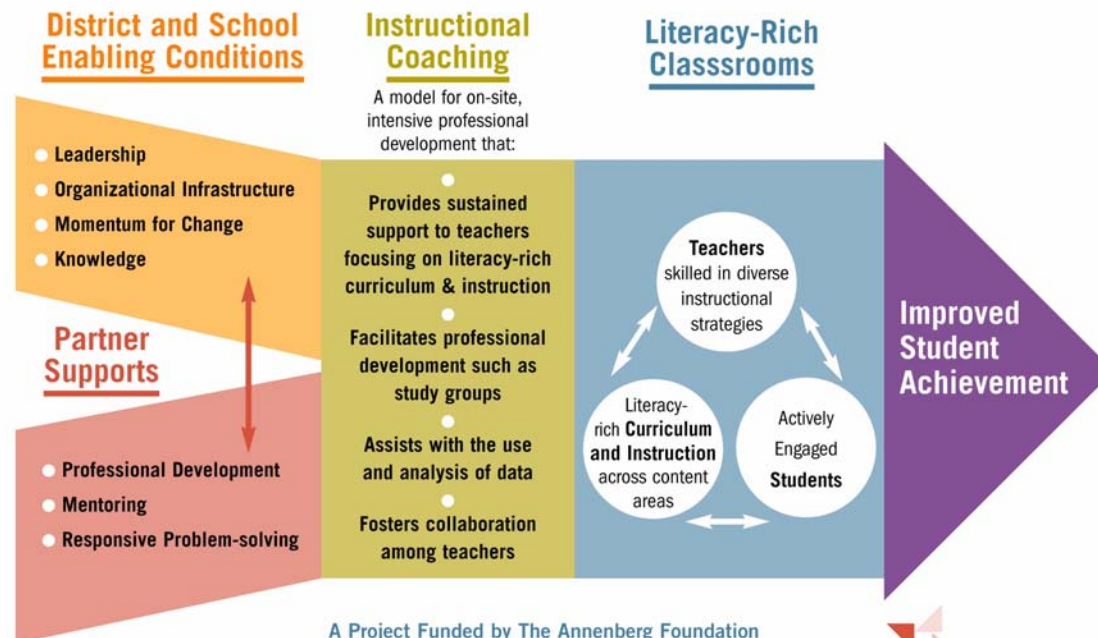 District and School
Enabling Conditions
Leadership
Organizational Infrastructure
Momentum for Change
Knowledge
Partner
Supports
Professional Development
Mentoring
Responsive Problem-solving
Instructional
Coaching
A model for on-site,
intensive professional
development that:
Provides sustained
support to teachers
focusing on literacy-rich
curriculum & instruction
Facilitates professional
development such as
study groups
Assists with the use
and analysis of data
Fosters collaboration
among teachers
Literacy-Rich
Classsrooms
Teachers
skilled in diverse
instructional
strategies
Literacy-
rich Curriculum
and Instruction
across content
areas
Actively
Engaged
Students
Improved
Student
Achievement
A Project Funded by The Annenberg Foundation